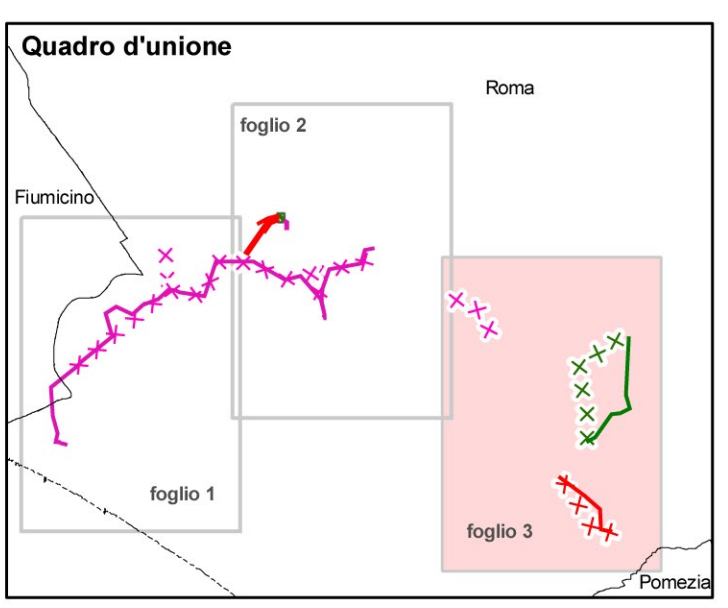 Quadro d'unione
Roma
foglio 2
Fiumicino
foglio 1
foglio 3
Pomezia